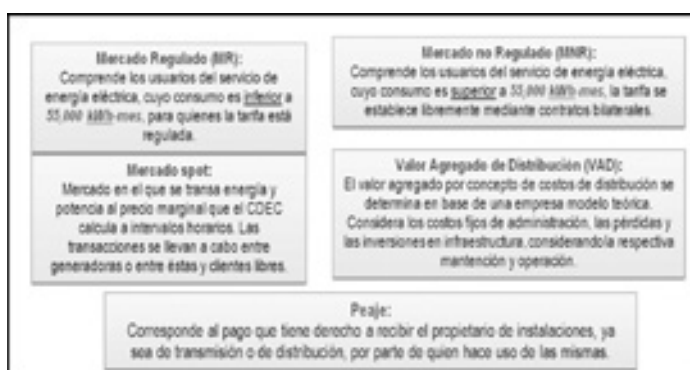 Mercado Regulado (MR):
Comprende los usuarios del servicio de
energía eléctrica, cuyo consumo es inferior a
55,000 kWh-mes, para quienes la tarifa está
regulada.
Mercado spot:
Mercado en el que se transa energía y
potencia al precio marginal que el CDEC
calcula a intervalos horarios. Las
transacciones se llevan a cabo entre
generadoras o entre éstas y clientes libres.
Mercado no Regulado (MNR):
Comprende los usuarios del servicio de energía eléctrica,
cuyo consumo es superior a 55,000 kWh-mes, la tarifa se
establece libremente mediante contratos bilaterales.
Valor Agregado de Distribución (VAD):
El valor agregado por concepto de costos de distribución se
determina en base de una empresa modelo teórica.
Considera los costos fijos de administración, las pérdidas y
las inversiones en infraestructura, considerando la respectiva
mantención y operación.
Peaje:
Corresponde al pago que tiene derecho a recibir el propietario de instalaciones, ya
sea de transmisión o de distribución, por parte de quien hace uso de las mismas.